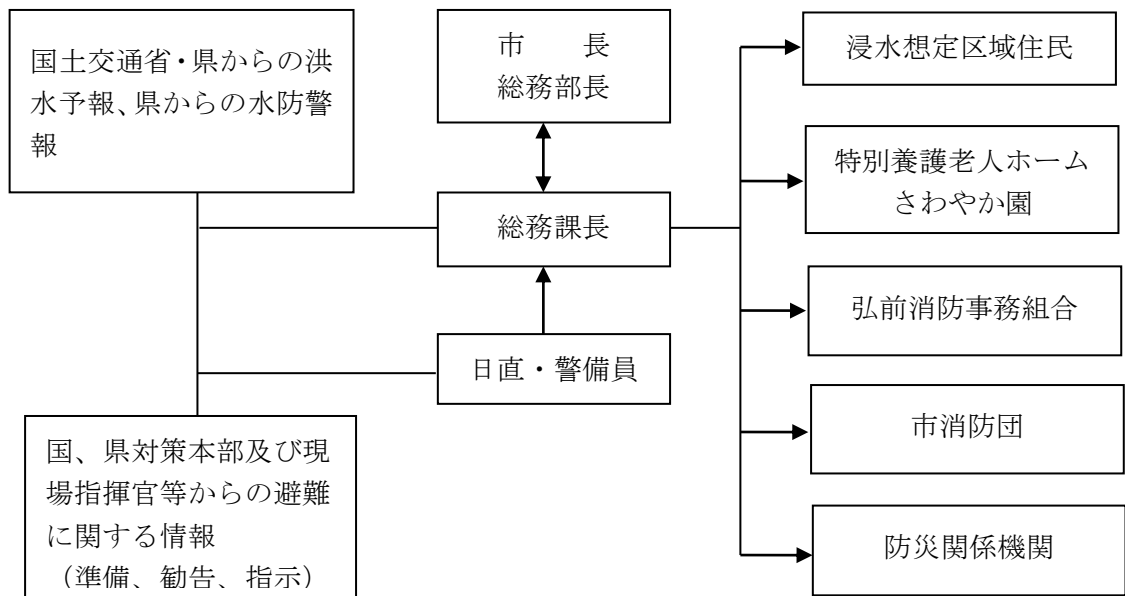 国土交通省・県からの洪
水予報、県からの水防警
報
市　　長
総務部長
総務課長
日直・警備員
国、県対策本部及び現
場指揮官等からの避難
に関する情報
（準備、勧告、指示）
浸水想定区域住民
特別養護老人ホーム
さわやか園
弘前消防事務組合
市消防団
防災関係機関